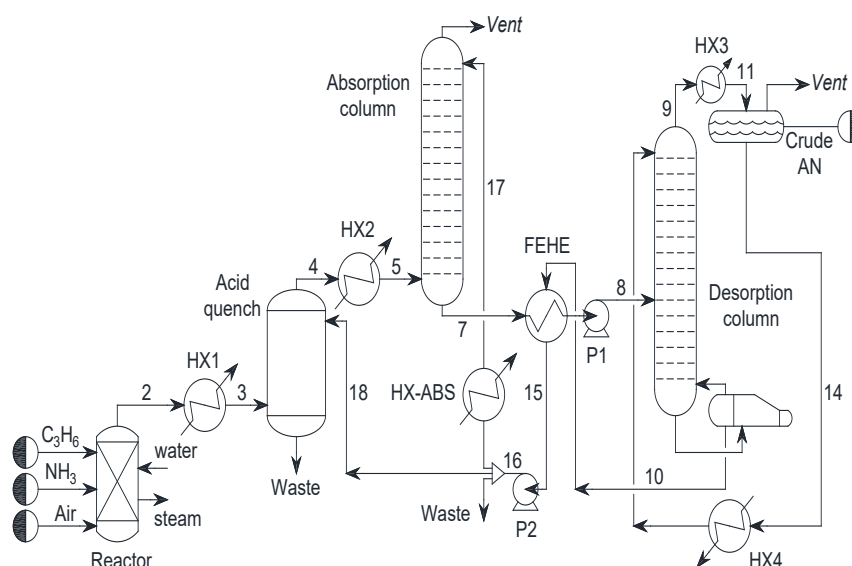 Vent
HX3
11
Vent
Absorption
column
9
Crude
AN
17
HX2
FEHE
4
5
8
Acid
quench
Desorption
column
7
P1
HX1
18
HX-ABS
15
14
2
3
C3H6
water
16
10
NH3
Waste
steam
Waste
P2
Air
Reactor
HX4